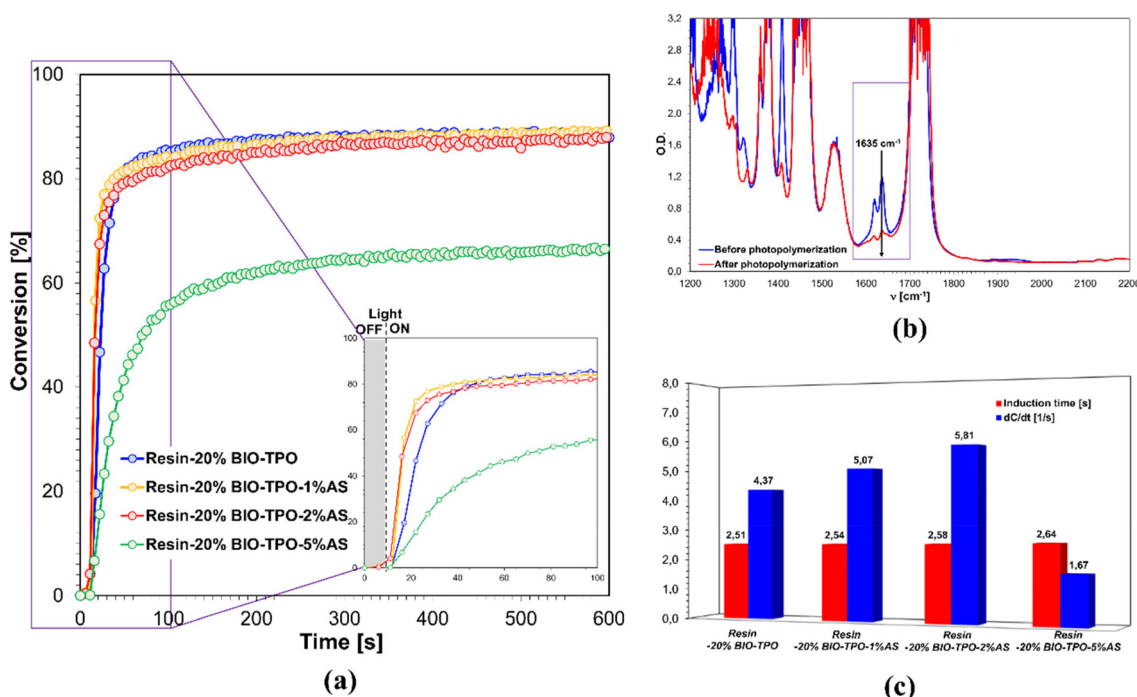 100
80
60
40
20
0
Conversion [%]
0 100 200 300 400 500 600
Time [s]
Resin-20% BIO-TPO
Resin-20% BIO-TPO-1%AS
Resin-20% BIO-TPO-2%AS
Resin-20% BIO-TPO-5%AS
Light
OFF ON
100
80
60
40
20
0
0 20 40 60 80 100
(a)
3,2
2,8
2,4
2,0
1,6
1,2
0,8
0,4
0,0
O.D.
1635 cm-1
Before photopolymerization
After photopolymerization
1200 1300 1400 1500 1600 1700 1800 1900 2000 2100 2200
ν [cm-1]
(b)
8,0
7,0
6,0
5,0
4,0
3,0
2,0
1,0
0,0
Induction time [s]
dC/dt [1/s]
2,51 4,37
2,54 5,07
2,58 5,81
2,64 1,67
Resin Resin Resin Resin
-20% BIO-TPO -20% BIO-TPO-1%AS -20% BIO-TPO-2%AS -20% BIO-TPO-5%AS
(c)